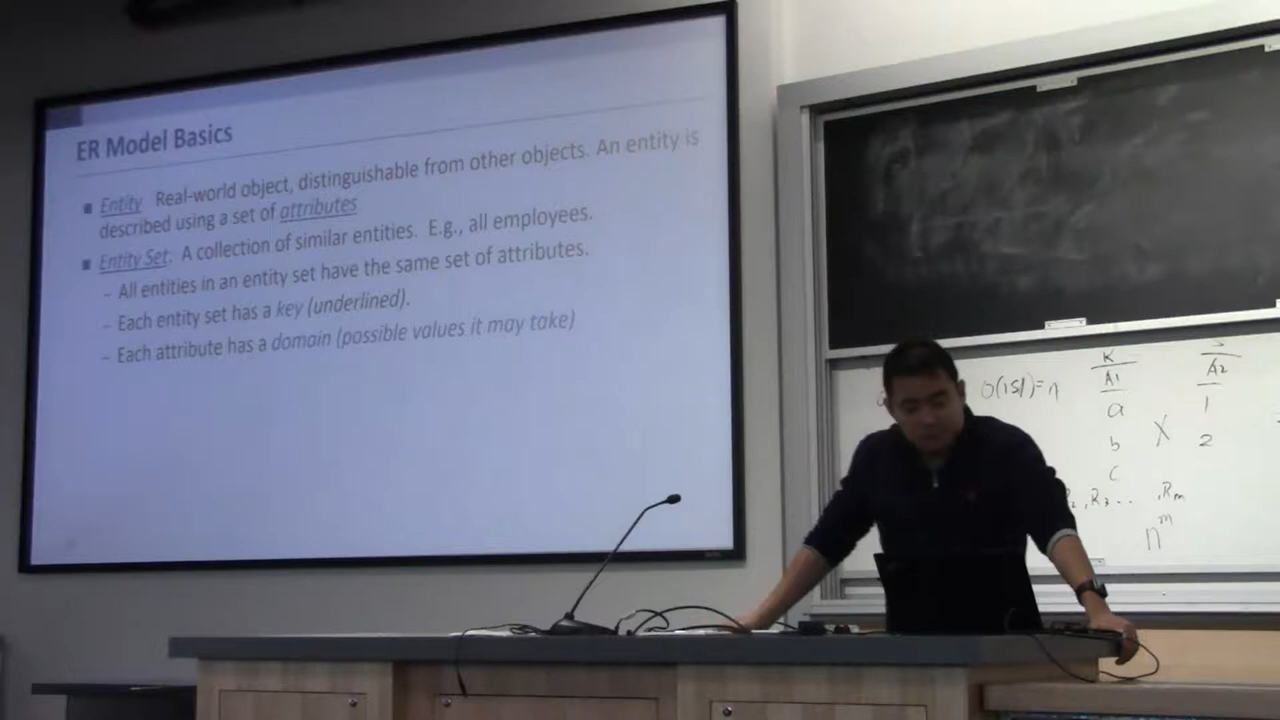 ER Model Basics
Entity Real-world object, distinguishable from other objects. An entity is
described using a set of attributes
Entity Set. A collection of similar entities. E.g., all employees.
– All entities in an entity set have the same set of attributes.
– Each entity set has a key (underlined).
– Each attribute has a domain (possible values it may take)
O(|S|)=n
K
A1 A2
a 1
b X 2
c
,R3... ,Rm
n^m